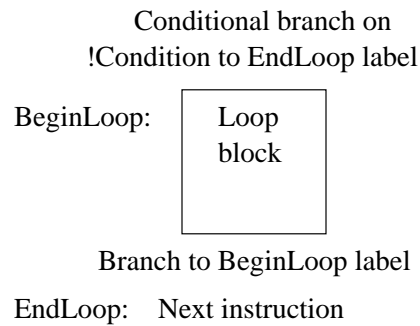 Conditional branch on
!Condition to EndLoop label
BeginLoop: Loop
block
Branch to BeginLoop label
EndLoop: Next instruction